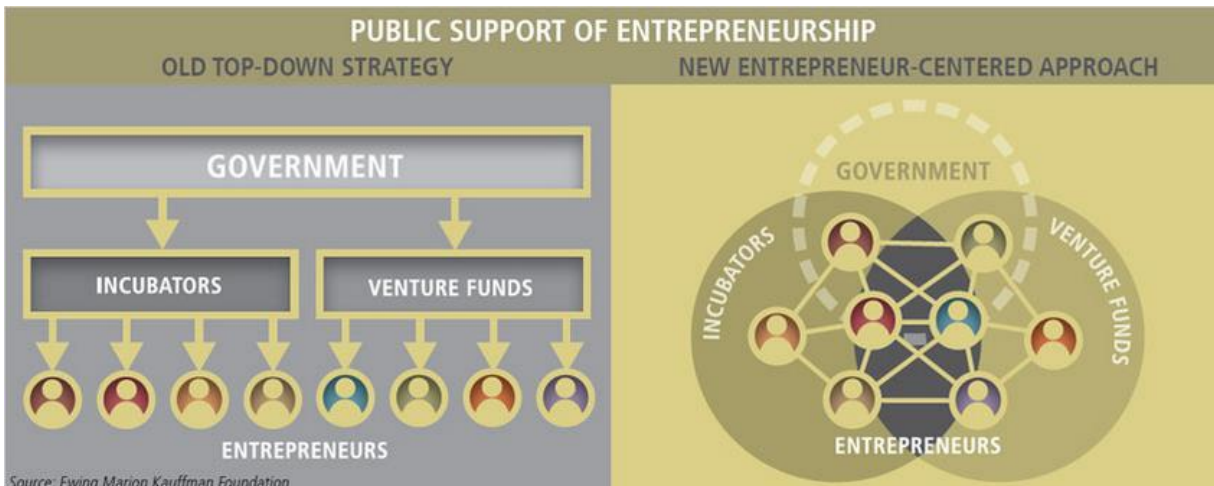 PUBLIC SUPPORT OF ENTREPRENEURSHIP
OLD TOP-DOWN STRATEGY
NEW ENTREPRENEUR-CENTERED APPROACH
GOVERNMENT
INCUBATORS
VENTURE FUNDS
ENTREPRENEURS
Source: Ewing Marion Kauffman Foundation
GOVERNMENT
INCUBATORS
VENTURE FUNDS
ENTREPRENEURS